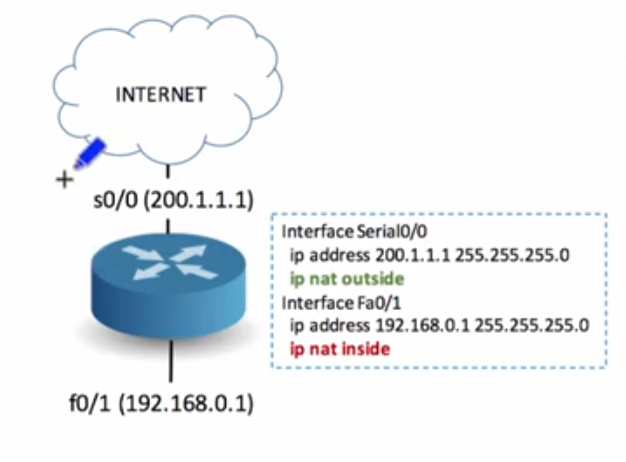 INTERNET
s0/0 (200.1.1.1)
Interface Serial0/0
ip address 200.1.1.1 255.255.255.0
ip nat outside
Interface Fa0/1
ip address 192.168.0.1 255.255.255.0
ip nat inside
f0/1 (192.168.0.1)